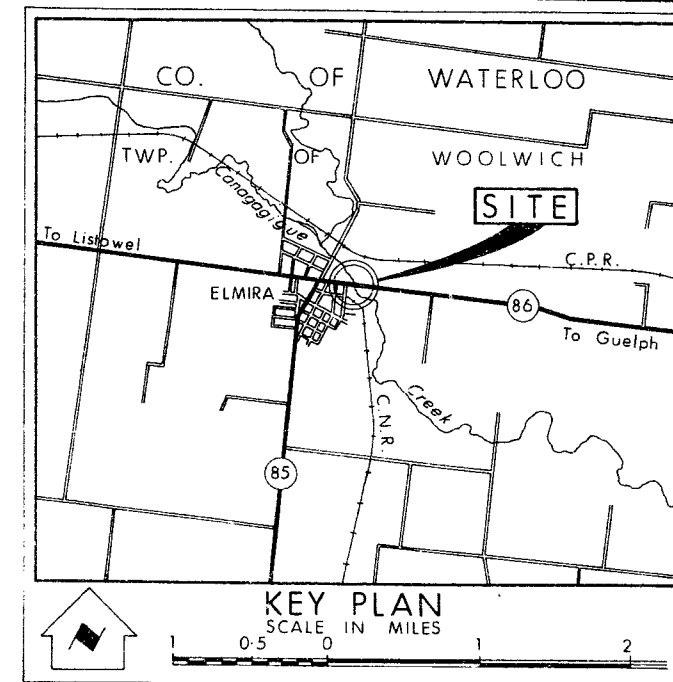 CO. OF WATERLOO
TWP. OF WOOLWICH
Canagagigue
SITE
To Listowel
C.P.R.
ELMIRA
86
To Guelph
Creek
C.N.R.
85
KEY PLAN
SCALE IN MILES
1 0·5 0 1 2